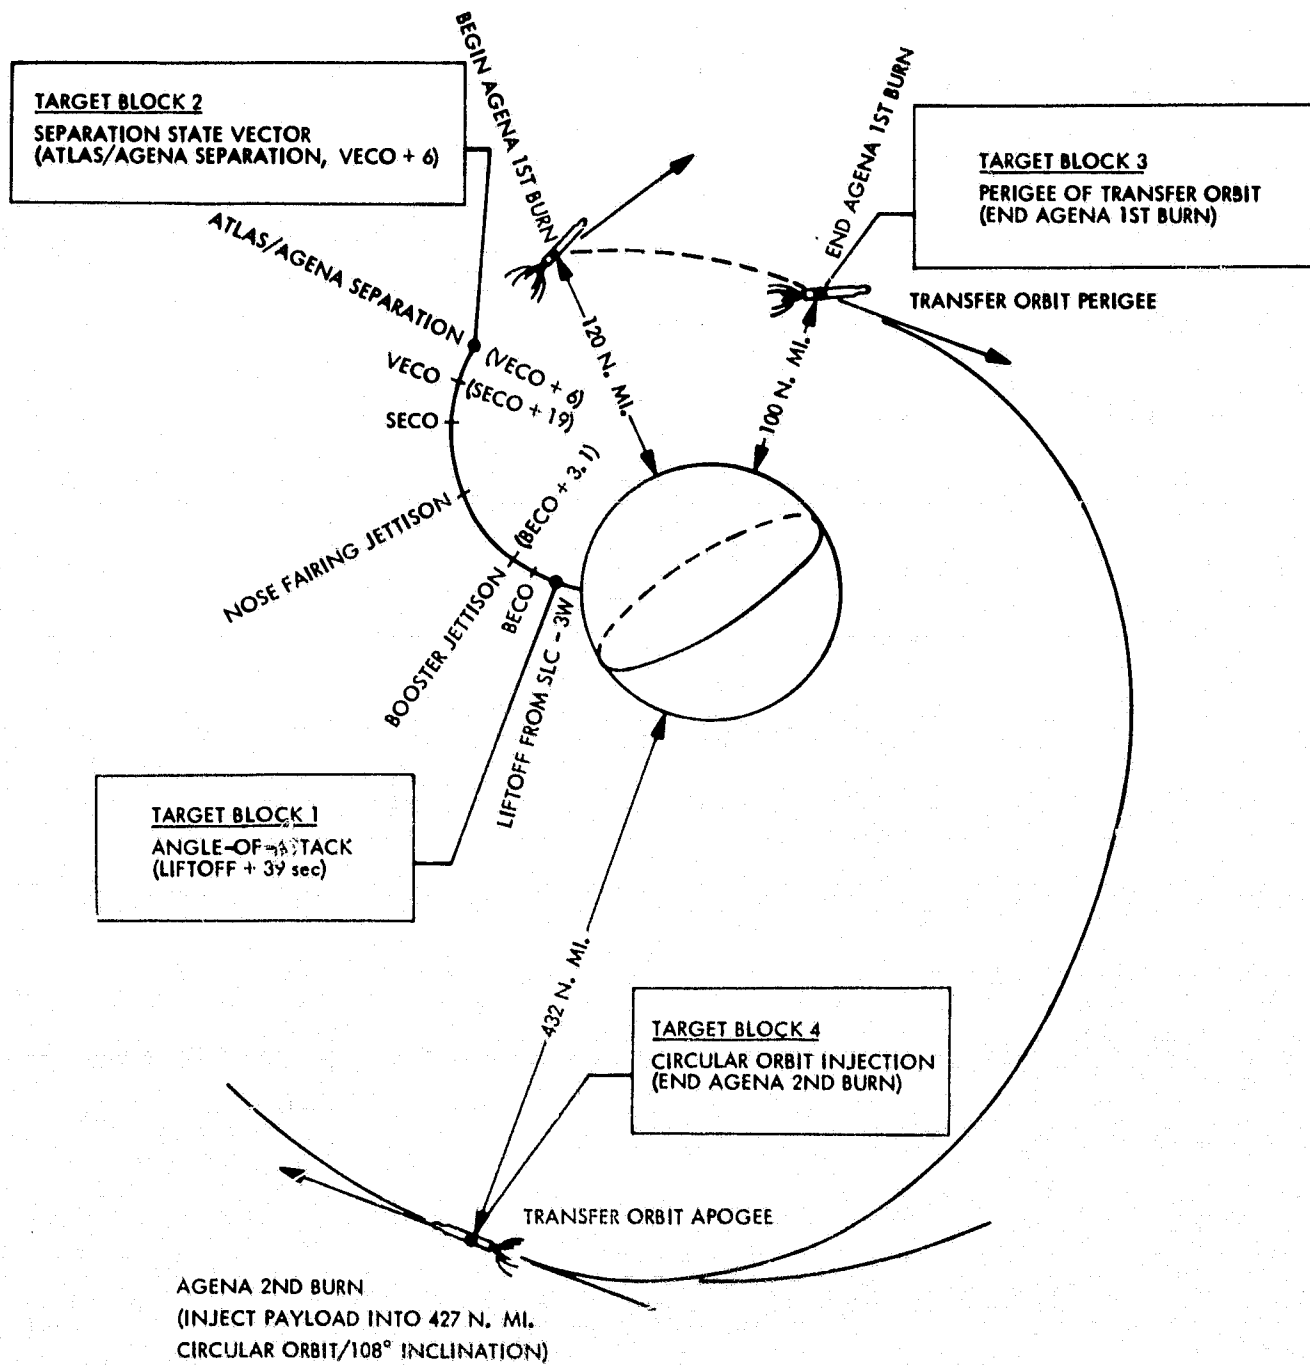 BEGIN AGENA 1ST BURN
END AGENA 1ST BURN
TARGET BLOCK 2
SEPARATION STATE VECTOR
(ATLAS/AGENA SEPARATION, VECO + 6)
TARGET BLOCK 3
PERIGEE OF TRANSFER ORBIT
(END AGENA 1ST BURN)
ATLAS/AGENA SEPARATION
(VECO + 6)
VECO
(SECO + 19)
SECO
120 N. MI.
100 N. MI.
TRANSFER ORBIT PERIGEE
NOSE FAIRING JETTISON
BOOSTER JETTISON
(BECO + 3.1)
BECO
LIFTOFF FROM SLC - 3W
TARGET BLOCK 1
ANGLE-OF-ATTACK
(LIFTOFF + 39 sec)
432 N. MI.
TARGET BLOCK 4
CIRCULAR ORBIT INJECTION
(END AGENA 2ND BURN)
TRANSFER ORBIT APOGEE
AGENA 2ND BURN
(INJECT PAYLOAD INTO 427 N. MI.
CIRCULAR ORBIT/108° INCLINATION)